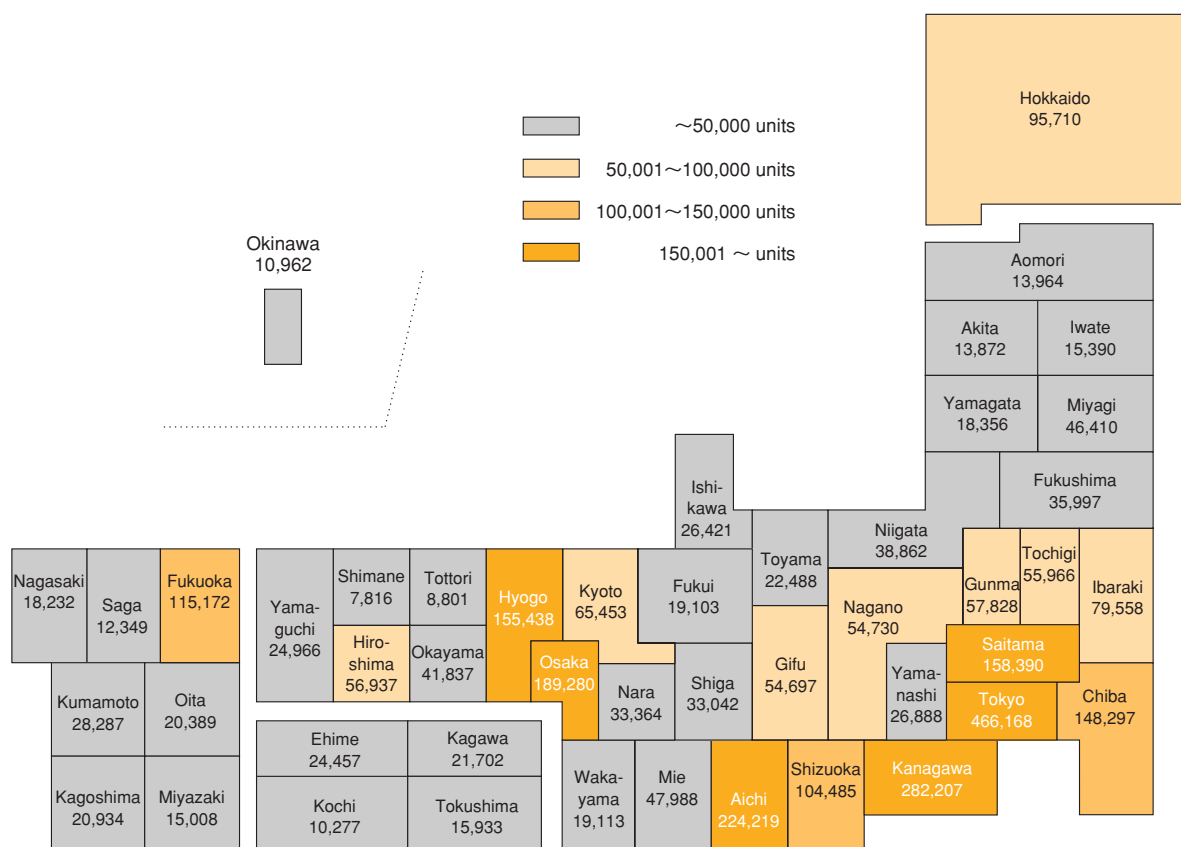 Hokkaido
95,710
~50,000 units
50,001~100,000 units
100,001~150,000 units
150,001 ~ units
Okinawa
10,962
Aomori
13,964
Akita
13,872
Iwate
15,390
Yamagata
18,356
Miyagi
46,410
Ishi-
kawa
26,421
Fukushima
35,997
Niigata
38,862
Toyama
22,488
Nagasaki
18,232
Saga
12,349
Fukuoka
115,172
Yama-
guchi
24,966
Shimane
7,816
Tottori
8,801
Hyogo
155,438
Kyoto
65,453
Fukui
19,103
Nagano
54,730
Gunma
57,828
Tochigi
55,966
Ibaraki
79,558
Hiro-
shima
56,937
Okayama
41,837
Osaka
189,280
Nara
33,364
Shiga
33,042
Gifu
54,697
Yama-
nashi
26,888
Saitama
158,390
Tokyo
466,168
Chiba
148,297
Kumamoto
28,287
Oita
20,389
Ehime
24,457
Kagawa
21,702
Waka-
yama
19,113
Mie
47,988
Aichi
224,219
Shizuoka
104,485
Kanagawa
282,207
Kagoshima
20,934
Miyazaki
15,008
Kochi
10,277
Tokushima
15,933